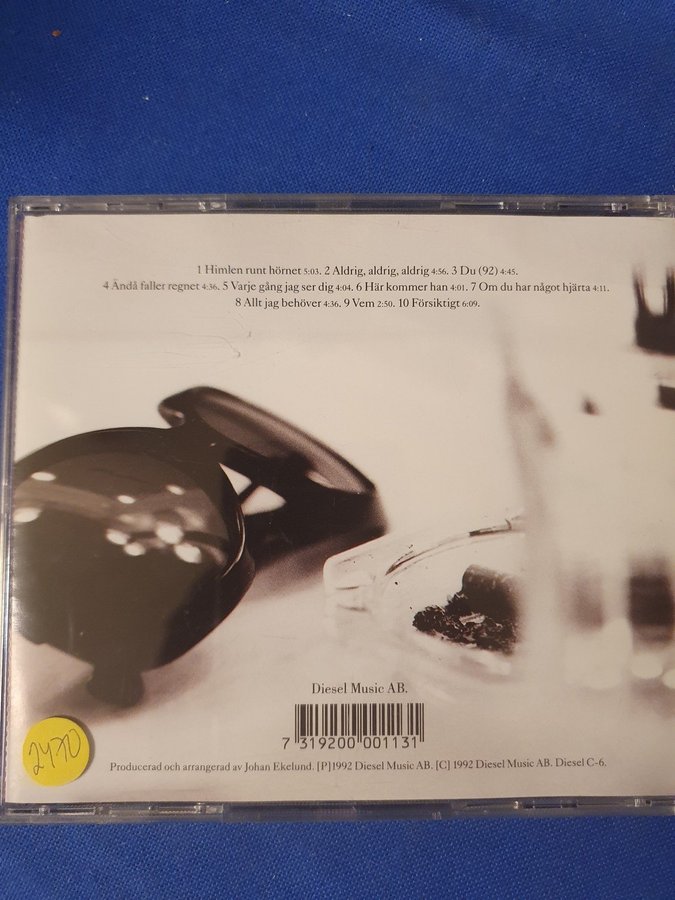 1 Himlen runt hörnet 5:03. 2 Aldrig, aldrig, aldrig 4:56. 3 Du (92) 4:45.
4 Ändå faller regnet 4:36. 5 Varje gång jag ser dig 4:04. 6 Här kommer han 4:01. 7 Om du har något hjärta 4:11.
8 Allt jag behöver 4:36. 9 Vem 2:50. 10 Försiktigt 6:09.
Diesel Music AB.
7 319200 001131
2470
Producerad och arrangerad av Johan Ekelund. [P]1992 Diesel Music AB. [C] 1992 Diesel Music AB. Diesel C-6.